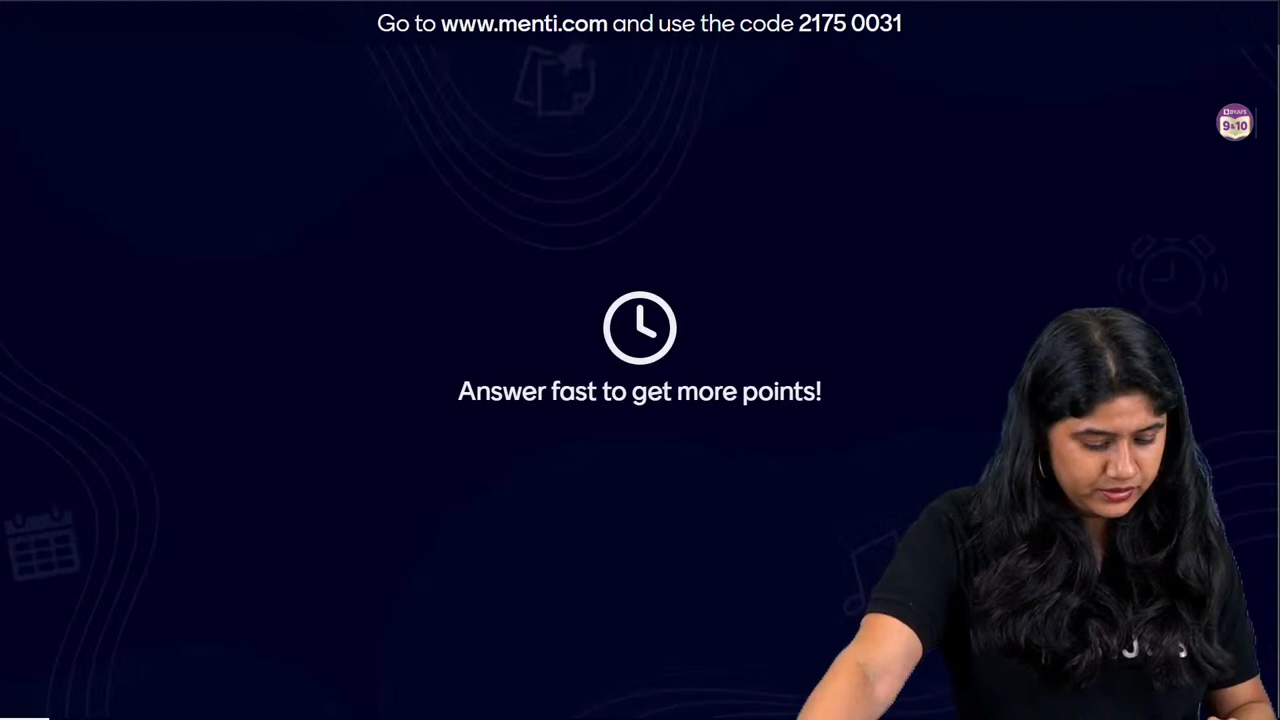 Go to www.menti.com and use the code 2175 0031
BYJU'S
9&10
Answer fast to get more points!